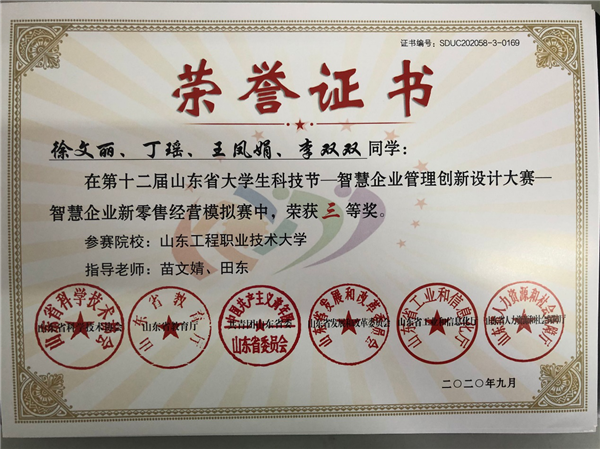 证书编号：SDUC202058-3-0169
荣誉证书
徐文丽、丁瑶、王凤娟、李双双同学：
在第十二届山东省大学生科技节—智慧企业管理创新设计大赛—
智慧企业新零售经营模拟赛中，荣获三等奖。
参赛院校：山东工程职业技术大学
指导老师：苗文婧、田东
山东省科学技术协会
山东省教育厅
共青团山东省委
山东省发展和改革委员会
山东省工业和信息化厅
山东省人力资源和社会保障厅
山东省委员会
二〇二〇年九月